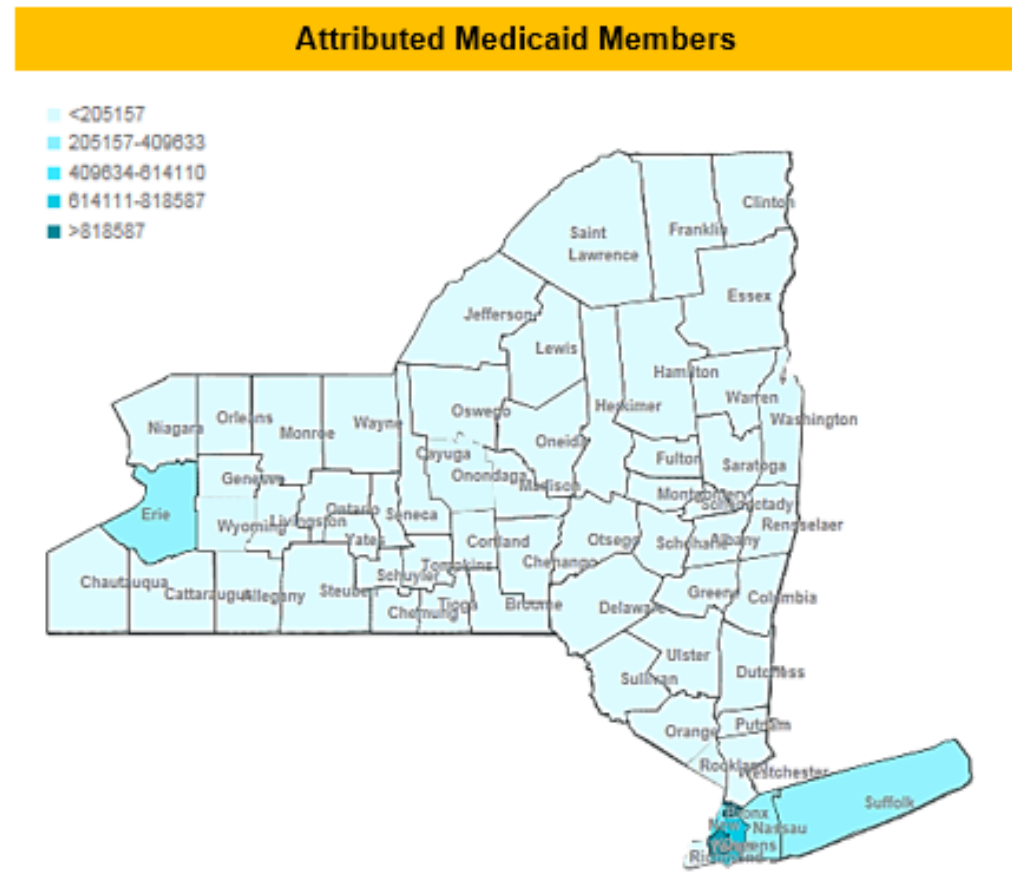 Attributed Medicaid Members
<205157
205157-409633
409634-614110
614111-818587
>818587
Clinton
Franklin
Saint
Lawrence
Essex
Jefferson
Lewis
Hamilton
Warren
Herkimer
Washington
Oswego
Orleans
Wayne
Niagara
Monroe
Oneida
Cayuga
Fulton
Saratoga
Onondaga
Genesee
Madison
Montgomery
Schenectady
Ontario
Erie
Seneca
Livingston
Wyoming
Rensselaer
Yates
Cortland
Otsego
Schoharie
Albany
Chenango
Tompkins
Schuyler
Chautauqua
Cattaraugus
Allegany
Steuben
Greene
Columbia
Tioga
Broome
Chemung
Delaware
Ulster
Dutchess
Sullivan
Putnam
Orange
Rockland
Westchester
Suffolk
Bronx
New
Nassau
Queens
Richmond